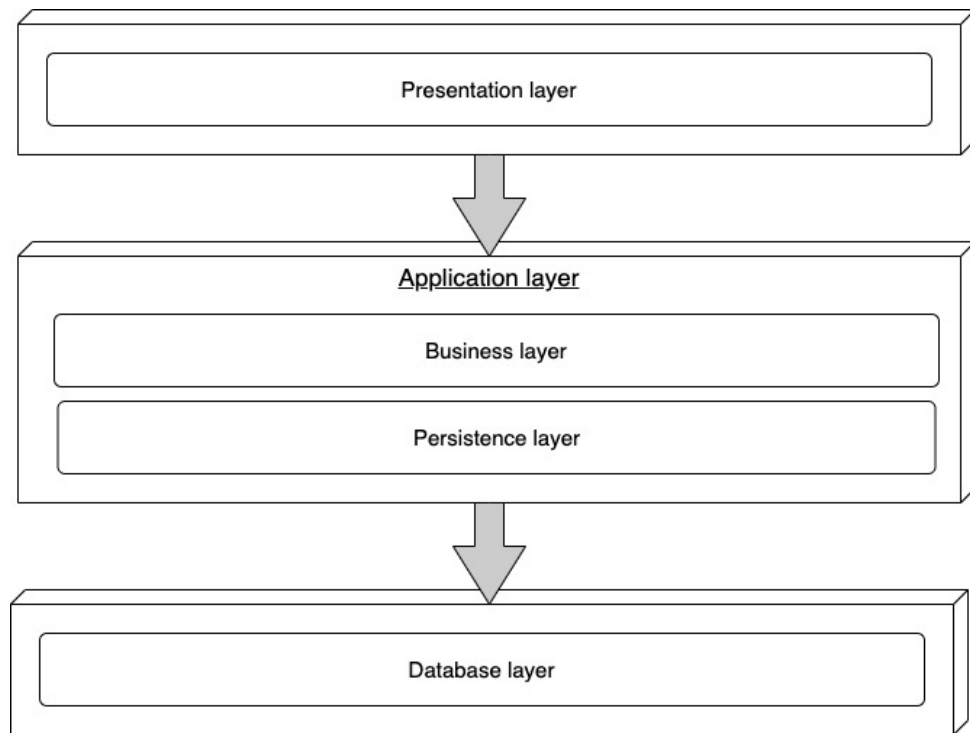 Presentation layer
Application layer
Business layer
Persistence layer
Database layer